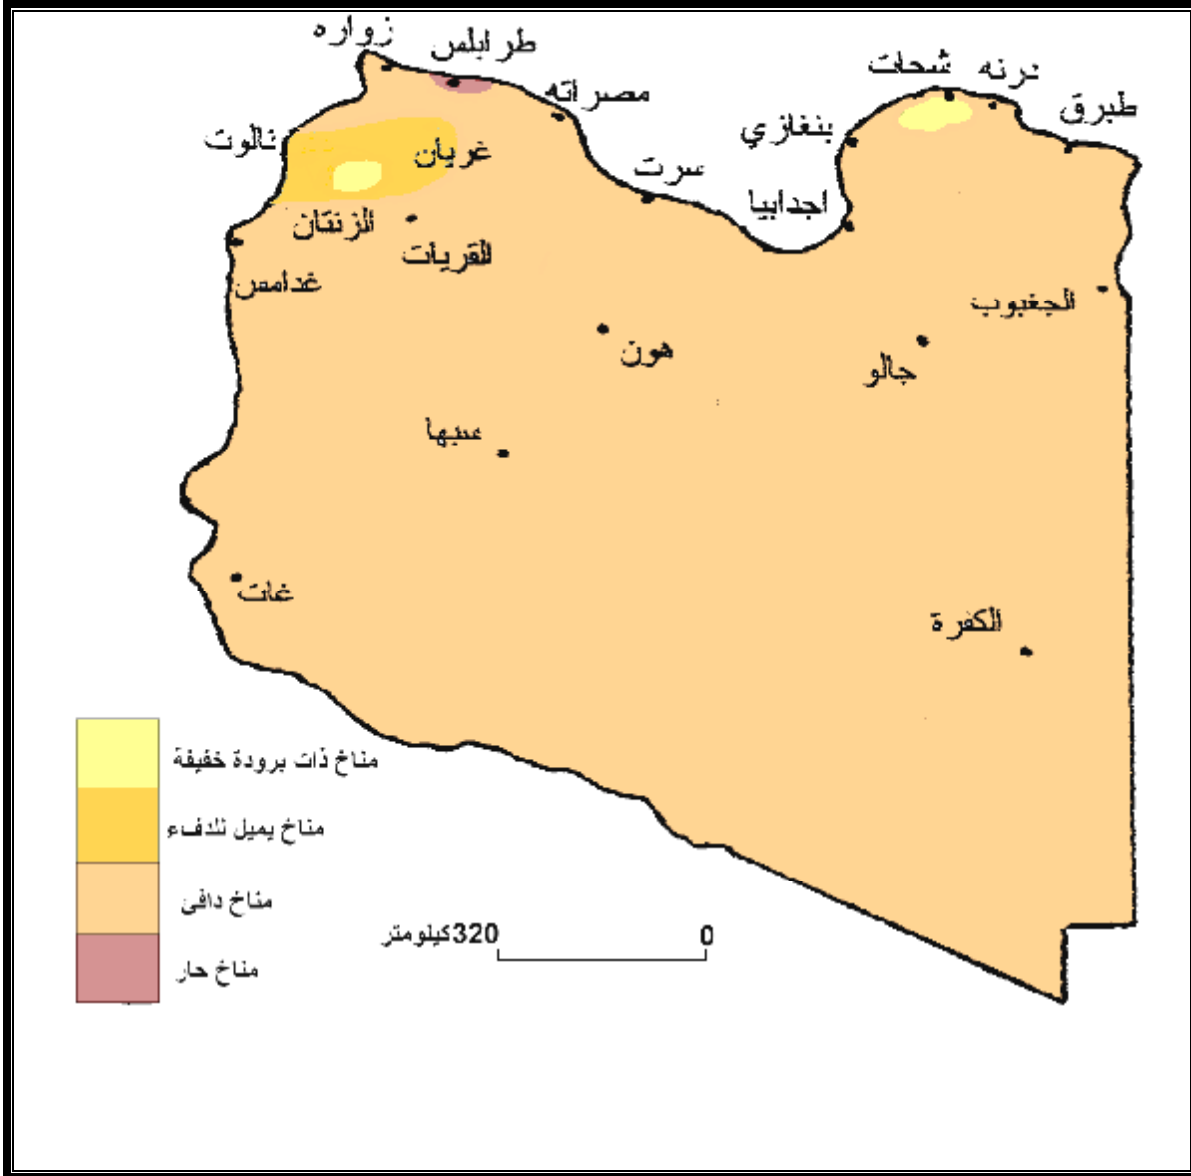 زواره
طرابلس
مصراته
شحات
درنه
طبرق
بنغازي
نالوت
غريان
سرت
اجدابيا
الزنتان
القريات
غدامس
الجغبوب
هون
جالو
سبها
غات
الكفرة
مناخ ذات برودة خفيفة
مناخ يميل للدفء
مناخ دافئ
مناخ حار
320كيلومتر 0